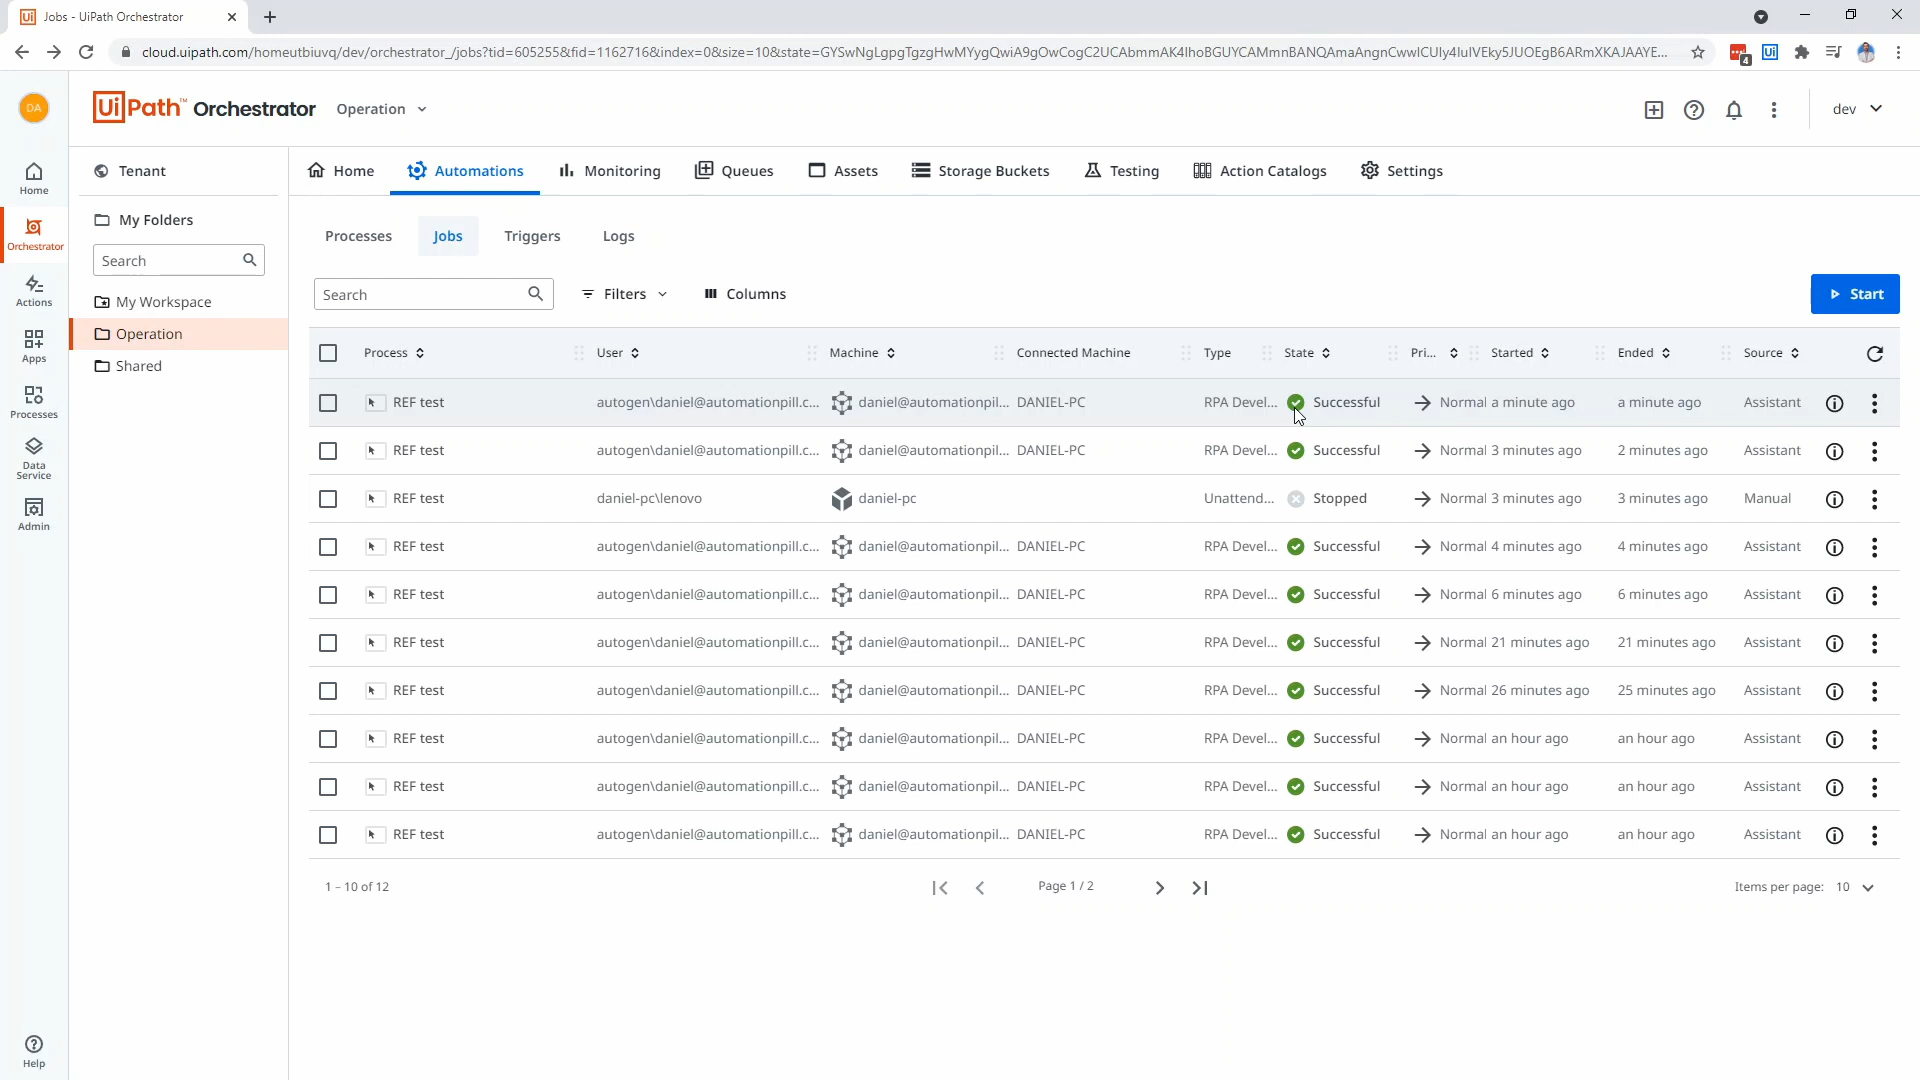 Jobs - UiPath Orchestrator
cloud.uipath.com/homeutbiuvq/dev/orchestrator_/jobs?tid=605255&fid=1162716&index=0&size=10&state=
4
DA
UiPath™ Orchestrator
Operation
dev
Home
Orchestrator
Actions
Apps
Processes
Data Service
Admin
Help
Tenant
My Folders
Search
My Workspace
Operation
Shared
Home Automations Monitoring Queues Assets Storage Buckets Testing Action Catalogs Settings
Processes Jobs Triggers Logs
Search Filters Columns Start
Process User Machine Connected Machine Type State Pri... Started Ended Source
REF test autogen\daniel@automationpill.c... daniel@automationpil... DANIEL-PC RPA Devel... Successful Normal a minute ago a minute ago Assistant
REF test autogen\daniel@automationpill.c... daniel@automationpil... DANIEL-PC RPA Devel... Successful Normal 3 minutes ago 2 minutes ago Assistant
REF test daniel-pc\lenovo daniel-pc Unattend... Stopped Normal 3 minutes ago 3 minutes ago Manual
REF test autogen\daniel@automationpill.c... daniel@automationpil... DANIEL-PC RPA Devel... Successful Normal 4 minutes ago 4 minutes ago Assistant
REF test autogen\daniel@automationpill.c... daniel@automationpil... DANIEL-PC RPA Devel... Successful Normal 6 minutes ago 6 minutes ago Assistant
REF test autogen\daniel@automationpill.c... daniel@automationpil... DANIEL-PC RPA Devel... Successful Normal 21 minutes ago 21 minutes ago Assistant
REF test autogen\daniel@automationpill.c... daniel@automationpil... DANIEL-PC RPA Devel... Successful Normal 26 minutes ago 25 minutes ago Assistant
REF test autogen\daniel@automationpill.c... daniel@automationpil... DANIEL-PC RPA Devel... Successful Normal an hour ago an hour ago Assistant
REF test autogen\daniel@automationpill.c... daniel@automationpil... DANIEL-PC RPA Devel... Successful Normal an hour ago an hour ago Assistant
REF test autogen\daniel@automationpill.c... daniel@automationpil... DANIEL-PC RPA Devel... Successful Normal an hour ago an hour ago Assistant
1 - 10 of 12 Page 1 / 2 Items per page: 10